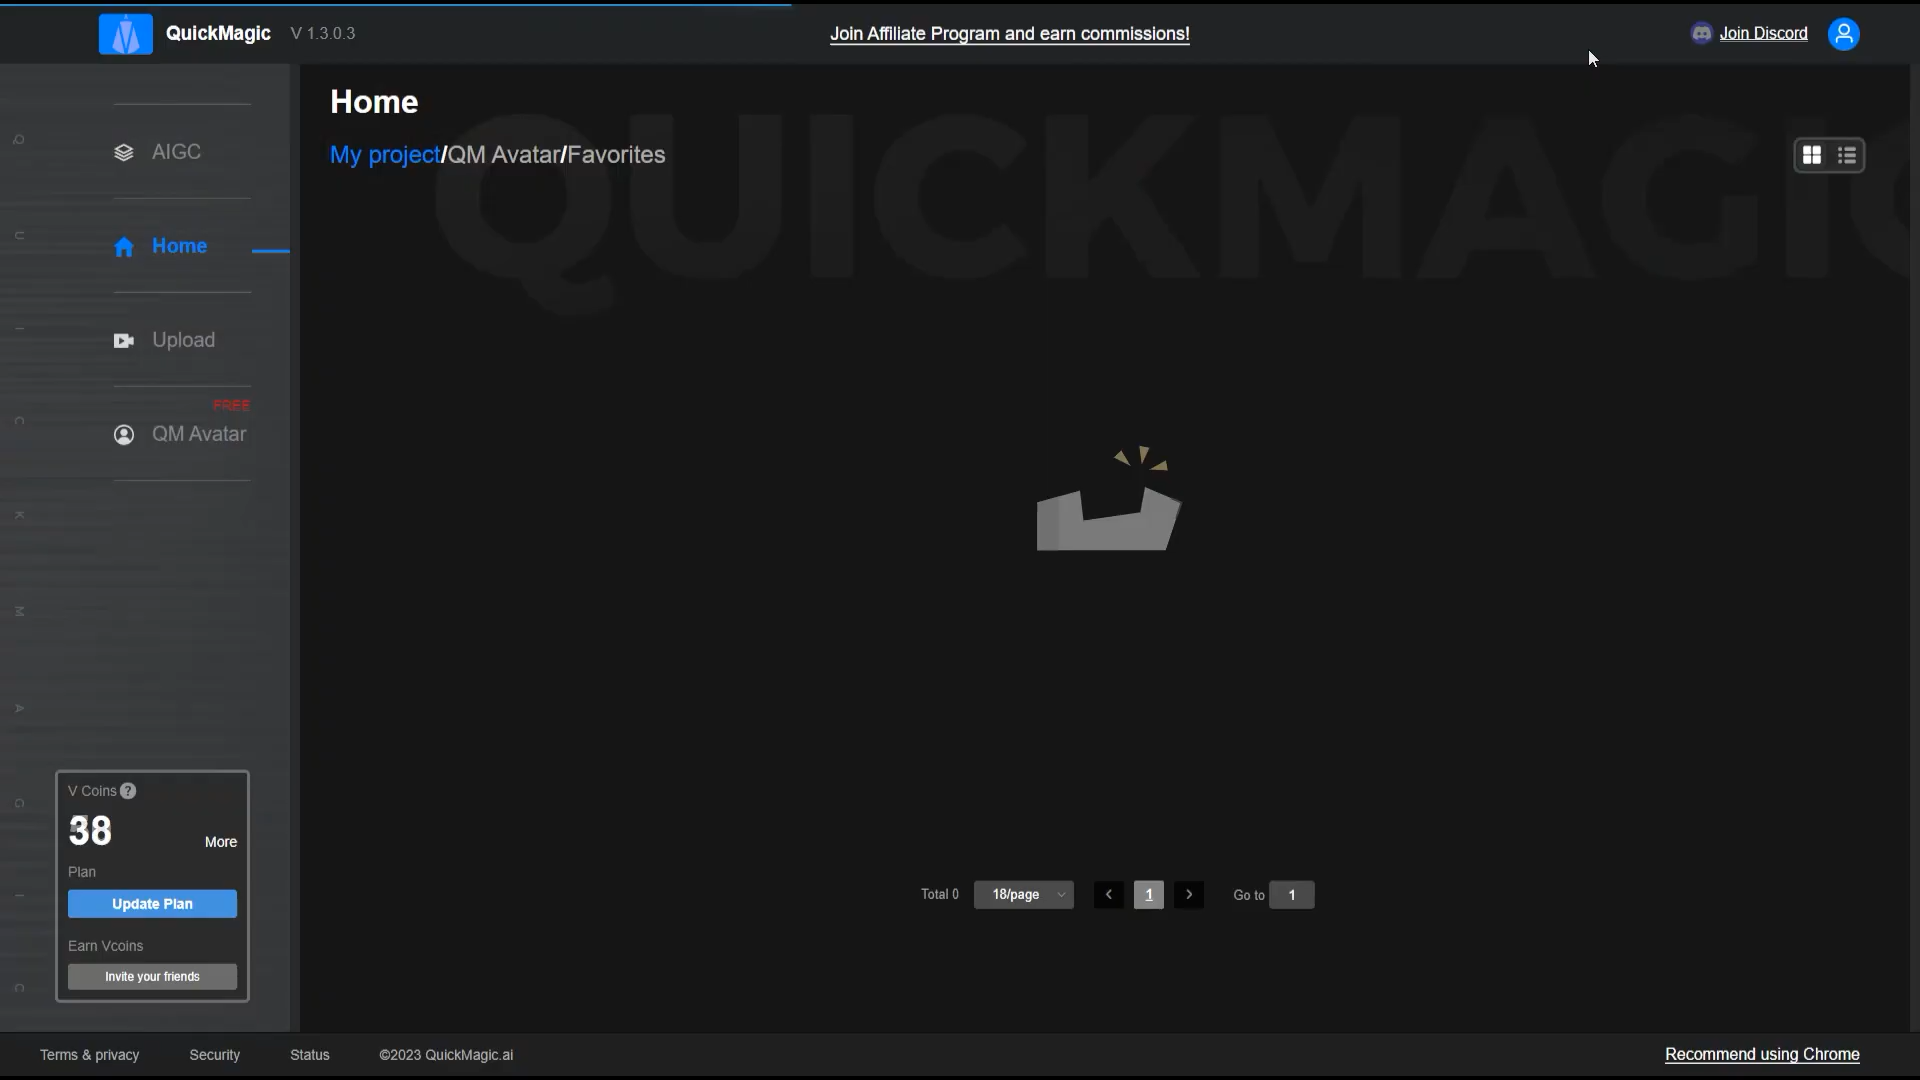 QuickMagic V 1.3.0.3
Join Affiliate Program and earn commissions!
Join Discord
QUICKMAGIC
Home
My project/QM Avatar/Favorites
AIGC
Home
Upload
FREE
QM Avatar
Q
U
I
C
K
M
A
G
I
C
V Coins ?
38
More
Plan
Update Plan
Earn Vcoins
Invite your friends
Total 0 18/page 1 Go to 1
Terms & privacy Security Status ©2023 QuickMagic.ai
Recommend using Chrome